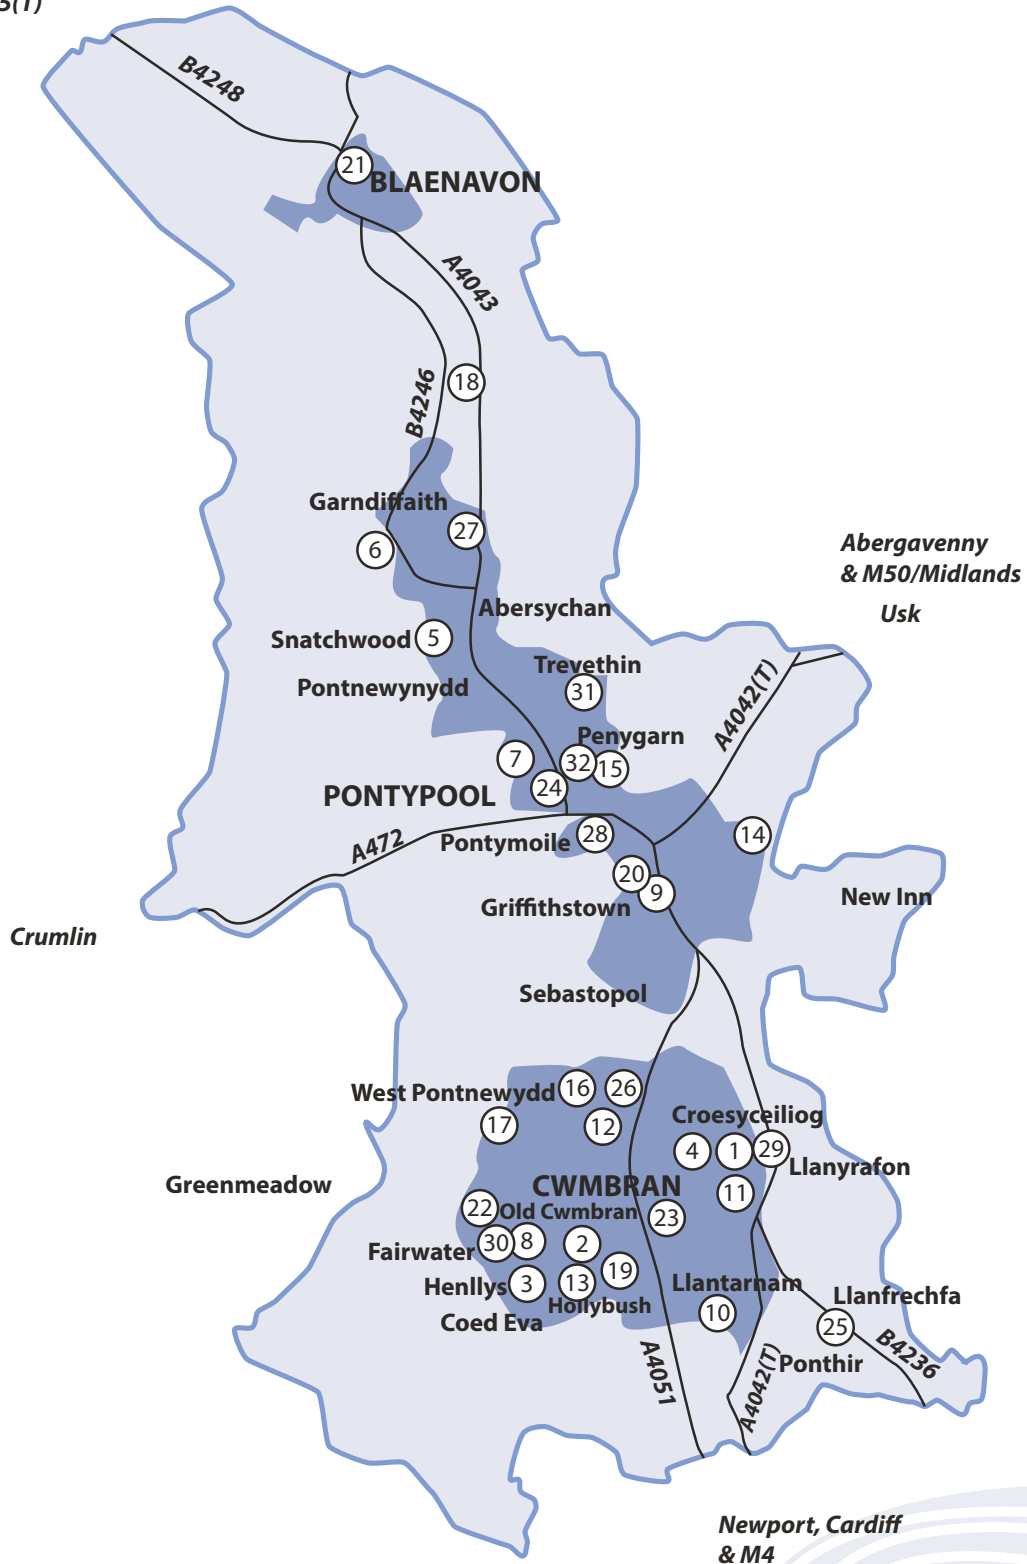 B4248
21
BLAENAVON
A4043
18
B4246
Garndiffaith
27
6
Abergavenny
& M50/Midlands
Usk
Abersychan
Snatchwood
5
Trevethin
Pontnewynydd
31
A4042(T)
Penygarn
7
32
15
24
PONTYPOOL
A472
Pontymoile
28
14
20
9
New Inn
Griffithstown
Crumlin
Sebastopol
West Pontnewydd
16
26
17
12
Croesyceiliog
4
1
29
Llanyrafon
Greenmeadow
CWMBRAN
11
22
Old Cwmbran
23
Fairwater
30
8
2
19
Henllys
3
13
Llantarnam
Hollybush
Coed Eva
10
Llanfrechfa
25
B4236
Ponthir
A4051
A4042(T)
Newport, Cardiff
& M4